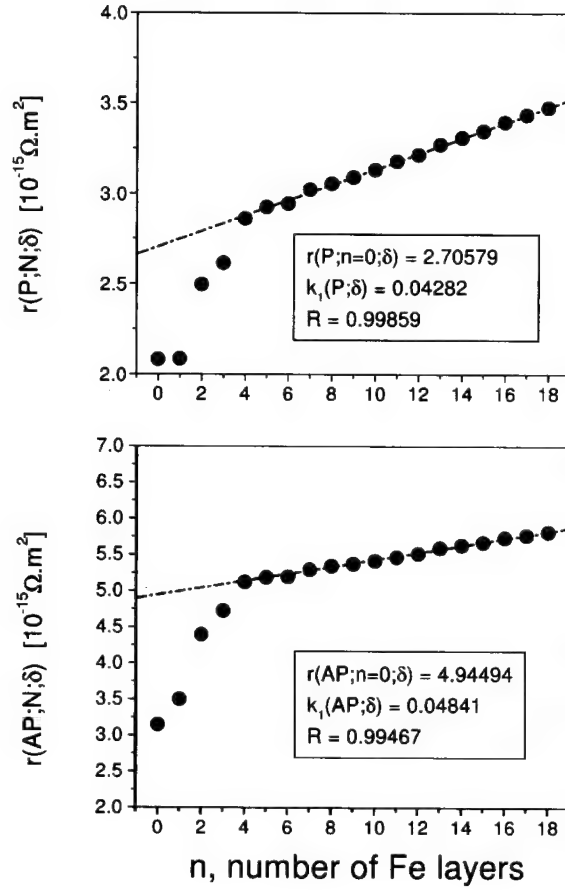 r(P;N;δ) [10⁻¹⁵Ω.m²]
4.0
3.5
3.0
2.5
2.0
r(P;n=0;δ) = 2.70579
k₁(P;δ) = 0.04282
R = 0.99859
0 2 4 6 8 10 12 14 16 18
r(AP;N;δ) [10⁻¹⁵Ω.m²]
7.0
6.5
6.0
5.5
5.0
4.5
4.0
3.5
3.0
2.5
2.0
r(AP;n=0;δ) = 4.94494
k₁(AP;δ) = 0.04841
R = 0.99467
0 2 4 6 8 10 12 14 16 18
n, number of Fe layers